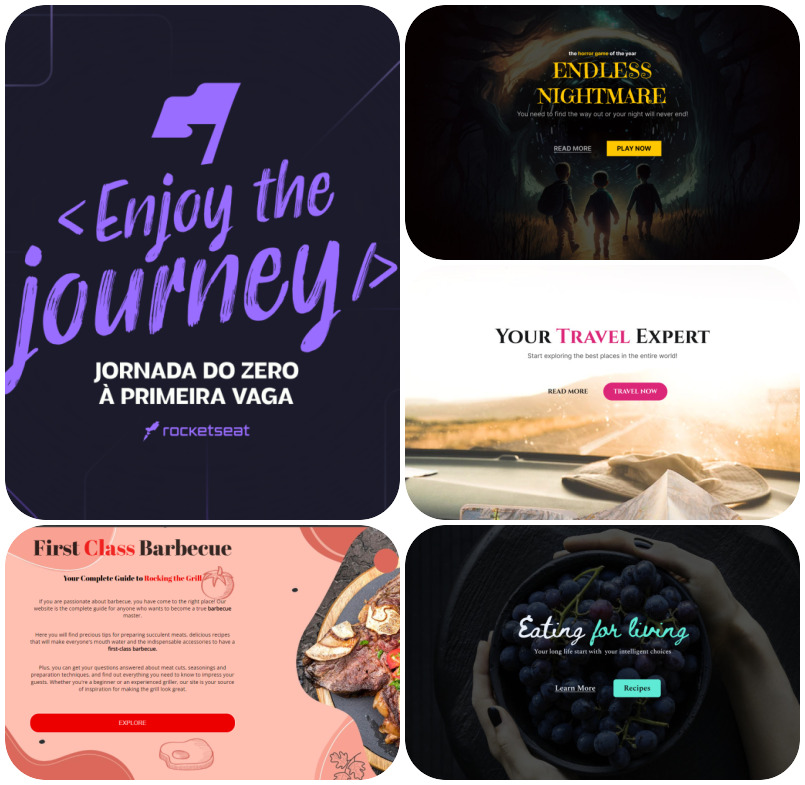 <Enjoy the
journey/>
JORNADA DO ZERO
À PRIMEIRA VAGA
rocketseat
the horror game of the year
ENDLESS
NIGHTMARE
You need to find the way out or your night will never end!
READ MORE
PLAY NOW
Your Travel Expert
Start exploring the best places in the entire world!
READ MORE
TRAVEL NOW
First Class Barbecue
Your Complete Guide to Rocking the Grill
If you are passionate about barbecue, you have come to the right place! Our
website is the complete guide for anyone who wants to become a true barbecue
master.
Here you will find precious tips for preparing succulent meats, delicious recipes
that will make everyone's mouth water and the indispensable accessories to have a
first-class barbecue.
Plus, you can get your questions answered about meat cuts, seasonings and
preparation techniques, and find out everything you need to know to impress your
guests. Whether you're a beginner or an experienced griller, our site is your source
of inspiration for making the grill look great.
EXPLORE
Eating for living
Your long life start with your intelligent choices
Learn More
Recipes